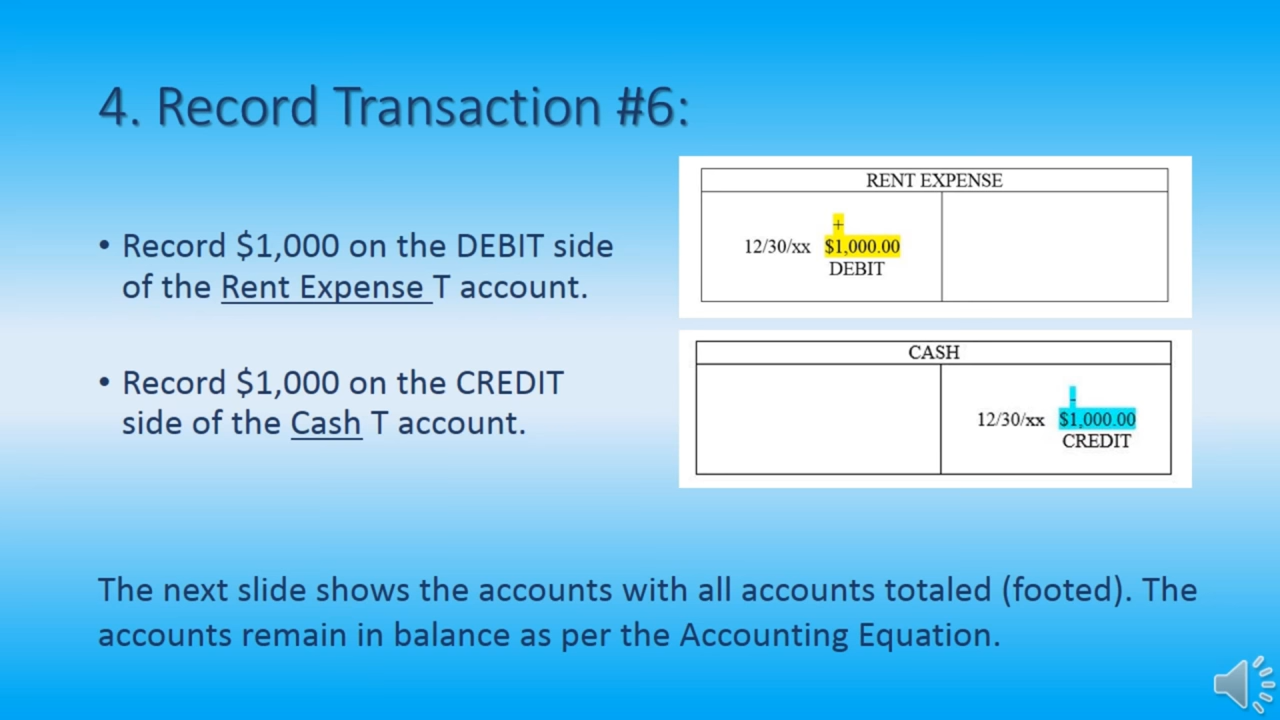 4. Record Transaction #6:
• Record $1,000 on the DEBIT side
of the Rent Expense T account.
• Record $1,000 on the CREDIT
side of the Cash T account.
RENT EXPENSE
+
12/30/xx $1,000.00
DEBIT
CASH
-
12/30/xx $1,000.00
CREDIT
The next slide shows the accounts with all accounts totaled (footed). The
accounts remain in balance as per the Accounting Equation.